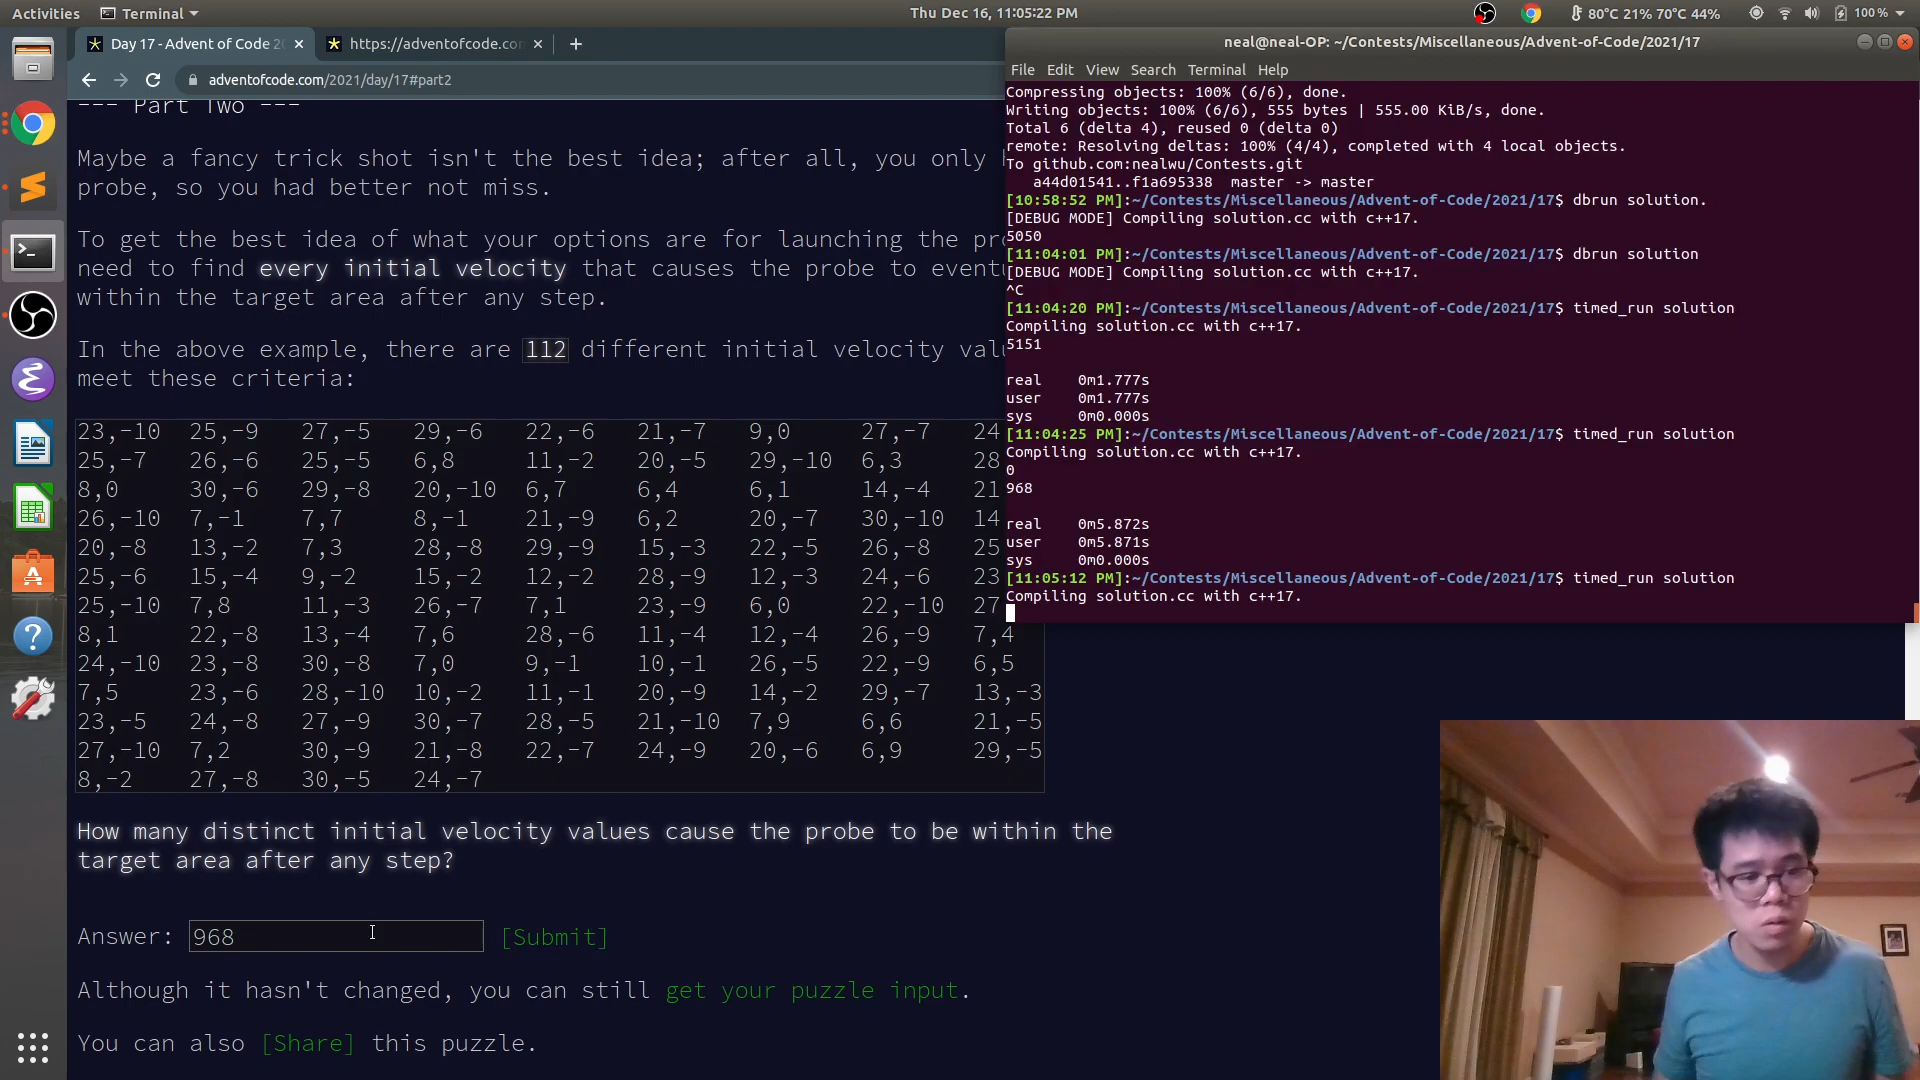 Activities Terminal Thu Dec 16, 11:05:22 PM 80°C 21% 70°C 44% 100%
Day 17 - Advent of Code 20 × https://adventofcode.co × +
adventofcode.com/2021/day/17#part2
--- Part Two ---
Maybe a fancy trick shot isn't the best idea; after all, you only
probe, so you had better not miss.
To get the best idea of what your options are for launching the pr
need to find every initial velocity that causes the probe to event
within the target area after any step.
In the above example, there are 112 different initial velocity val
meet these criteria:
23,-10 25,-9 27,-5 29,-6 22,-6 21,-7 9,0 27,-7 24
25,-7 26,-6 25,-5 6,8 11,-2 20,-5 29,-10 6,3 28
8,0 30,-6 29,-8 20,-10 6,7 6,4 6,1 14,-4 21
26,-10 7,-1 7,7 8,-1 21,-9 6,2 20,-7 30,-10 14
20,-8 13,-2 7,3 28,-8 29,-9 15,-3 22,-5 26,-8 25
25,-6 15,-4 9,-2 15,-2 12,-2 28,-9 12,-3 24,-6 23
25,-10 7,8 11,-3 26,-7 7,1 23,-9 6,0 22,-10 27
8,1 22,-8 13,-4 7,6 28,-6 11,-4 12,-4 26,-9 7,4
24,-10 23,-8 30,-8 7,0 9,-1 10,-1 26,-5 22,-9 6,5
7,5 23,-6 28,-10 10,-2 11,-1 20,-9 14,-2 29,-7 13,-3
23,-5 24,-8 27,-9 30,-7 28,-5 21,-10 7,9 6,6 21,-5
27,-10 7,2 30,-9 21,-8 22,-7 24,-9 20,-6 6,9 29,-5
8,-2 27,-8 30,-5 24,-7
How many distinct initial velocity values cause the probe to be within the
target area after any step?
Answer: 968 [Submit]
Although it hasn't changed, you can still get your puzzle input.
You can also [Share] this puzzle.
neal@neal-OP: ~/Contests/Miscellaneous/Advent-of-Code/2021/17
File Edit View Search Terminal Help
Compressing objects: 100% (6/6), done.
Writing objects: 100% (6/6), 555 bytes | 555.00 KiB/s, done.
Total 6 (delta 4), reused 0 (delta 0)
remote: Resolving deltas: 100% (4/4), completed with 4 local objects.
To github.com:nealwu/Contests.git
a44d01541..f1a695338 master -> master
[10:58:52 PM]:~/Contests/Miscellaneous/Advent-of-Code/2021/17$ dbrun solution.
[DEBUG MODE] Compiling solution.cc with c++17.
5050
[11:04:01 PM]:~/Contests/Miscellaneous/Advent-of-Code/2021/17$ dbrun solution
[DEBUG MODE] Compiling solution.cc with c++17.
^C
[11:04:20 PM]:~/Contests/Miscellaneous/Advent-of-Code/2021/17$ timed_run solution
Compiling solution.cc with c++17.
5151
real 0m1.777s
user 0m1.777s
sys 0m0.000s
[11:04:25 PM]:~/Contests/Miscellaneous/Advent-of-Code/2021/17$ timed_run solution
Compiling solution.cc with c++17.
0
968
real 0m5.872s
user 0m5.871s
sys 0m0.000s
[11:05:12 PM]:~/Contests/Miscellaneous/Advent-of-Code/2021/17$ timed_run solution
Compiling solution.cc with c++17.